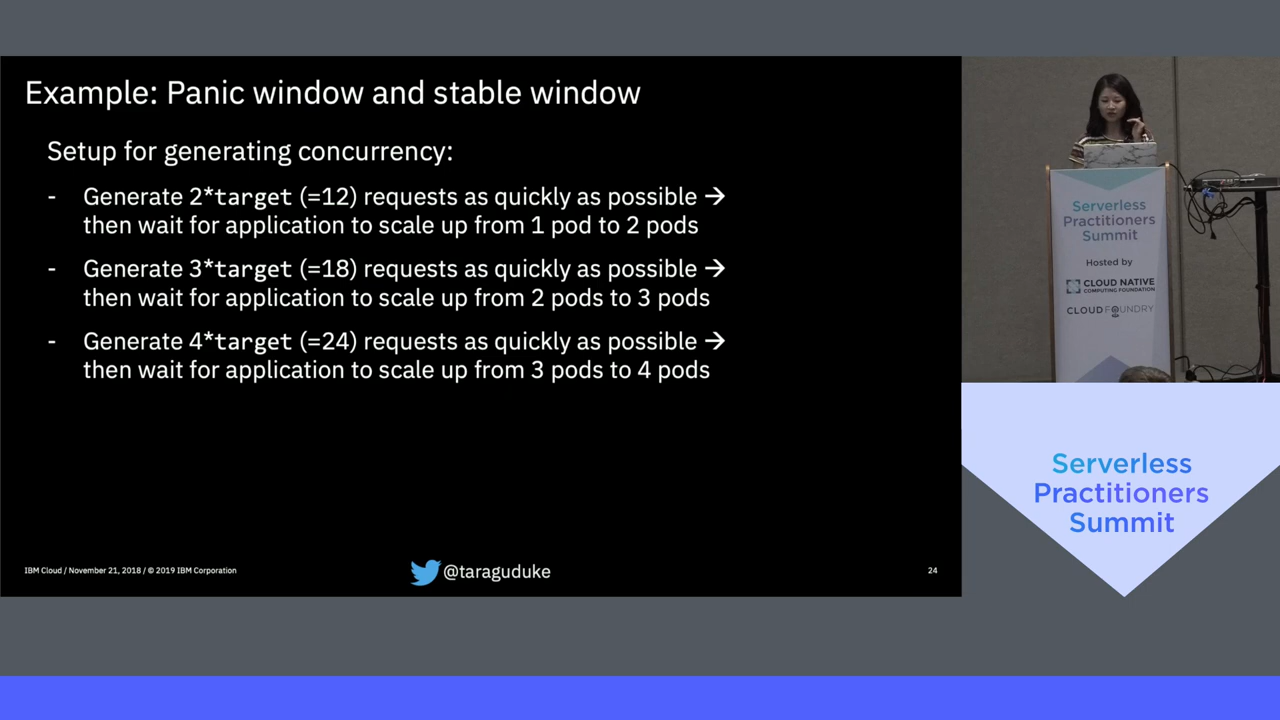 Example: Panic window and stable window
Setup for generating concurrency:
- Generate 2*target (=12) requests as quickly as possible →
then wait for application to scale up from 1 pod to 2 pods
- Generate 3*target (=18) requests as quickly as possible →
then wait for application to scale up from 2 pods to 3 pods
- Generate 4*target (=24) requests as quickly as possible →
then wait for application to scale up from 3 pods to 4 pods
IBM Cloud / November 21, 2018 / © 2019 IBM Corporation
@taraguduke
24
Serverless
Practitioners
Summit
Hosted by
CLOUD NATIVE
COMPUTING FOUNDATION
CLOUD FOUNDRY
Serverless
Practitioners
Summit